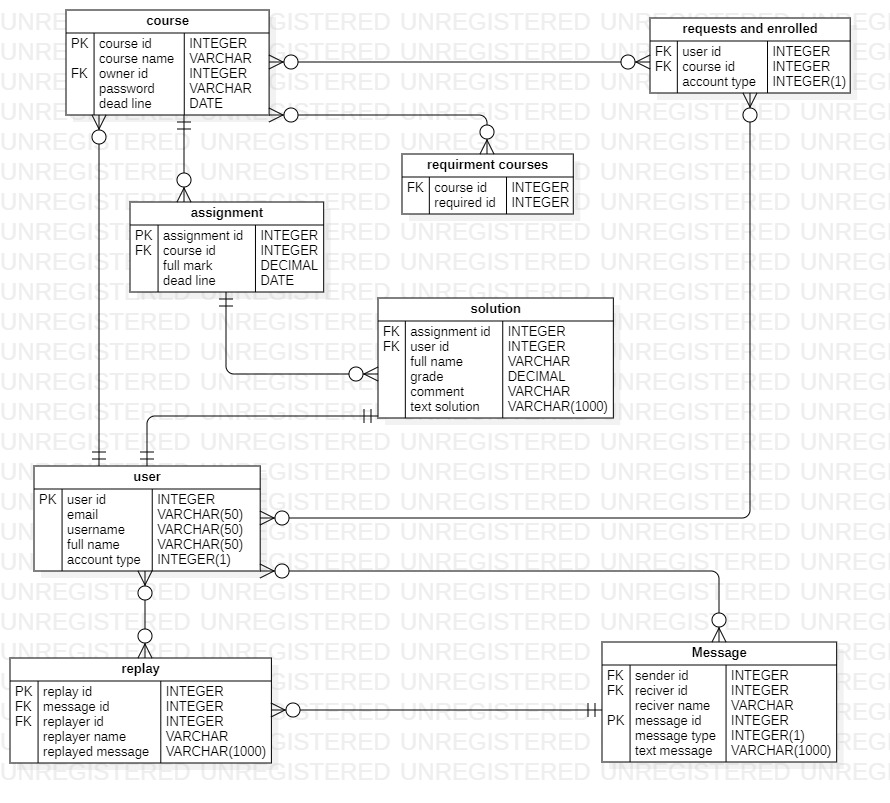 course
PK course id INTEGER
course name VARCHAR
FK owner id INTEGER
password VARCHAR
dead line DATE
requests and enrolled
FK user id INTEGER
FK course id INTEGER
account type INTEGER(1)
requirment courses
FK course id INTEGER
required id INTEGER
assignment
PK assignment id INTEGER
FK course id INTEGER
full mark DECIMAL
dead line DATE
solution
FK assignment id INTEGER
FK user id INTEGER
full name VARCHAR
grade DECIMAL
comment VARCHAR
text solution VARCHAR(1000)
user
PK user id INTEGER
email VARCHAR(50)
username VARCHAR(50)
full name VARCHAR(50)
account type INTEGER(1)
replay
PK replay id INTEGER
FK message id INTEGER
FK replayer id INTEGER
replayer name VARCHAR
replayed message VARCHAR(1000)
Message
FK sender id INTEGER
FK reciver id INTEGER
reciver name VARCHAR
PK message id INTEGER
message type INTEGER(1)
text message VARCHAR(1000)
UNREGISTERED